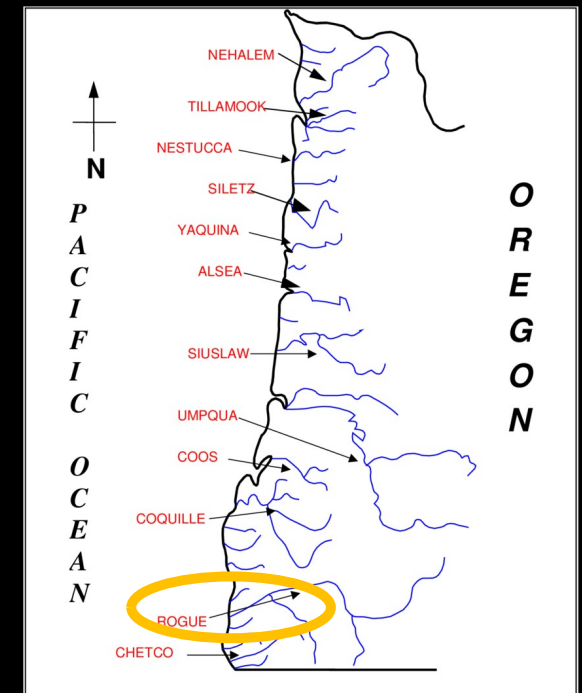 NEHALEM
TILLAMOOK
NESTUCCA
SILETZ
YAQUINA
ALSEA
SIUSLAW
UMPQUA
COOS
COQUILLE
ROGUE
CHETCO
N
PACIFIC OCEAN
OREGON